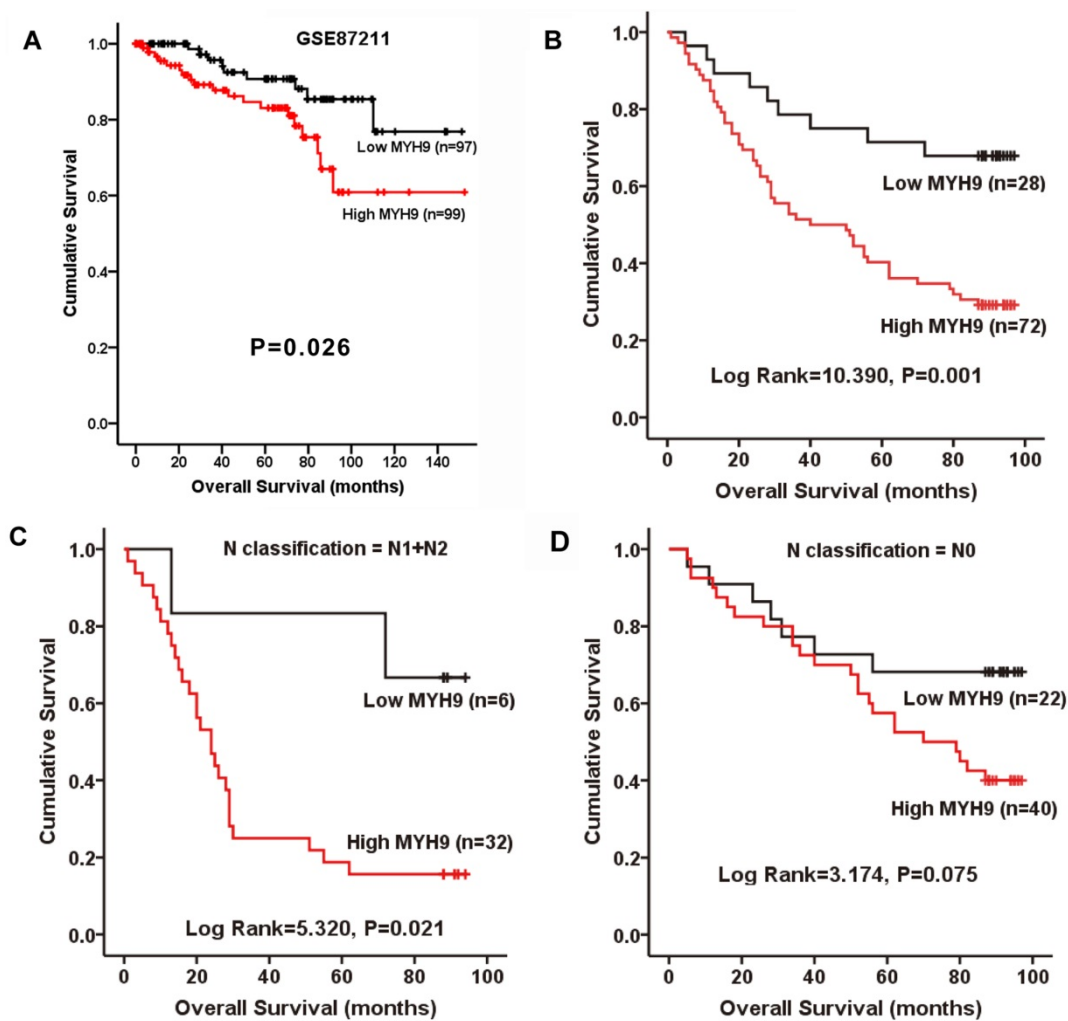 A
GSE87211
Cumulative Survival
1.0
0.8
0.6
0.4
0.2
0.0
Low MYH9 (n=97)
High MYH9 (n=99)
P=0.026
0 20 40 60 80 100 120 140
Overall Survival (months)
B
Cumulative Survival
1.0
0.8
0.6
0.4
0.2
0.0
Low MYH9 (n=28)
High MYH9 (n=72)
Log Rank=10.390, P=0.001
0 20 40 60 80 100
Overall Survival (months)
C
N classification = N1+N2
Cumulative Survival
1.0
0.8
0.6
0.4
0.2
0.0
Low MYH9 (n=6)
High MYH9 (n=32)
Log Rank=5.320, P=0.021
0 20 40 60 80 100
Overall Survival (months)
D
N classification = N0
Cumulative Survival
1.0
0.8
0.6
0.4
0.2
0.0
Low MYH9 (n=22)
High MYH9 (n=40)
Log Rank=3.174, P=0.075
0 20 40 60 80 100
Overall Survival (months)